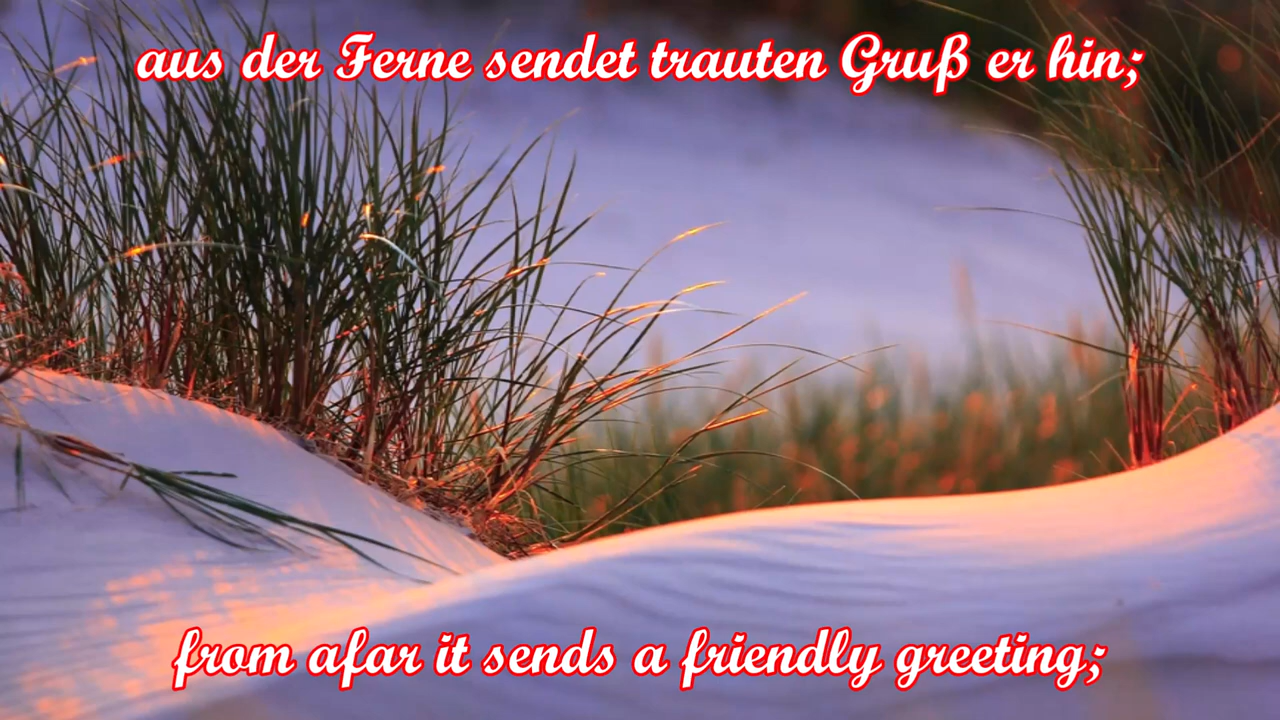 aus der Ferne sendet trauten Gruß er hin;
from afar it sends a friendly greeting;